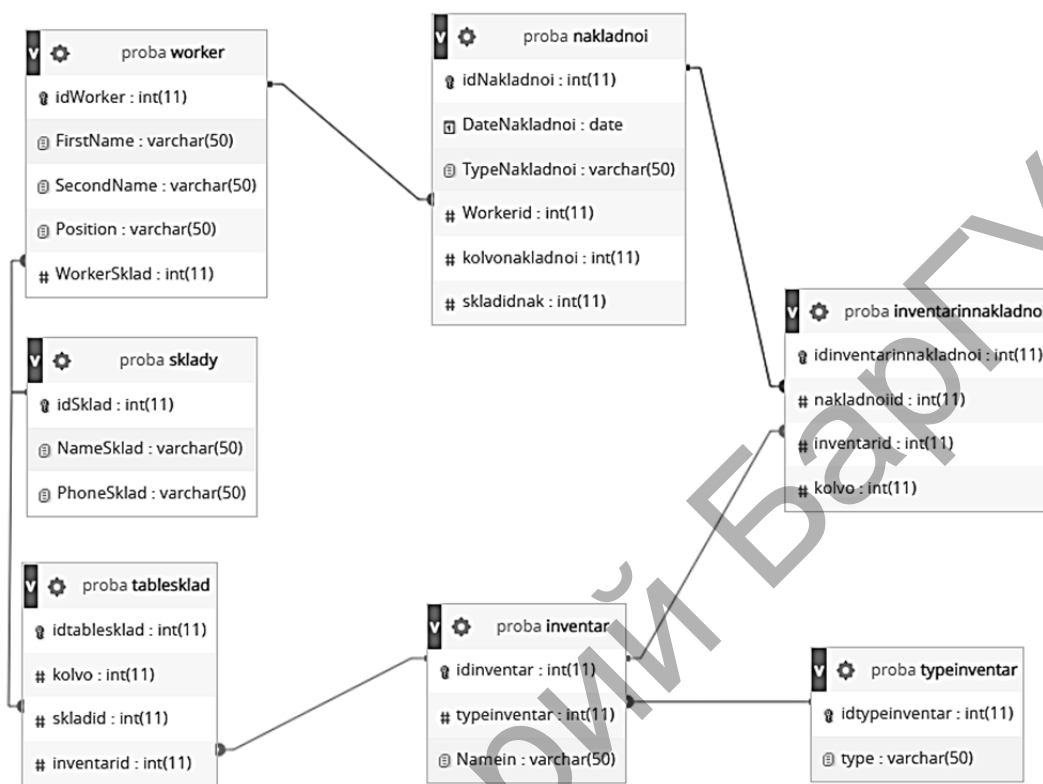 proba worker
idWorker : int(11)
FirstName : varchar(50)
SecondName : varchar(50)
Position : varchar(50)
WorkerSklad : int(11)
proba nakladnoi
idNakladnoi : int(11)
DateNakladnoi : date
TypeNakladnoi : varchar(50)
Workerid : int(11)
kolvonakladnoi : int(11)
skladidnak : int(11)
proba sklady
idSklad : int(11)
NameSklad : varchar(50)
PhoneSklad : varchar(50)
proba inventarinnakladnoi
idinventarinnakladnoi : int(11)
nakladnoiid : int(11)
inventarid : int(11)
kolvo : int(11)
proba tablesklad
idtablesklad : int(11)
kolvo : int(11)
skladid : int(11)
inventarid : int(11)
proba inventar
idinventar : int(11)
typeinventar : int(11)
Namein : varchar(50)
proba typeinventar
idtypeinventar : int(11)
type : varchar(50)
рий БарГУ